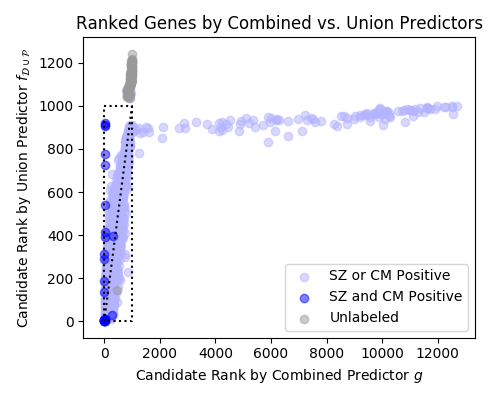 Ranked Genes by Combined vs. Union Predictors
Candidate Rank by Union Predictor f_{𝒟∪𝒫}
1200
1000
800
600
400
200
0
SZ or CM Positive
SZ and CM Positive
Unlabeled
0 2000 4000 6000 8000 10000 12000
Candidate Rank by Combined Predictor g